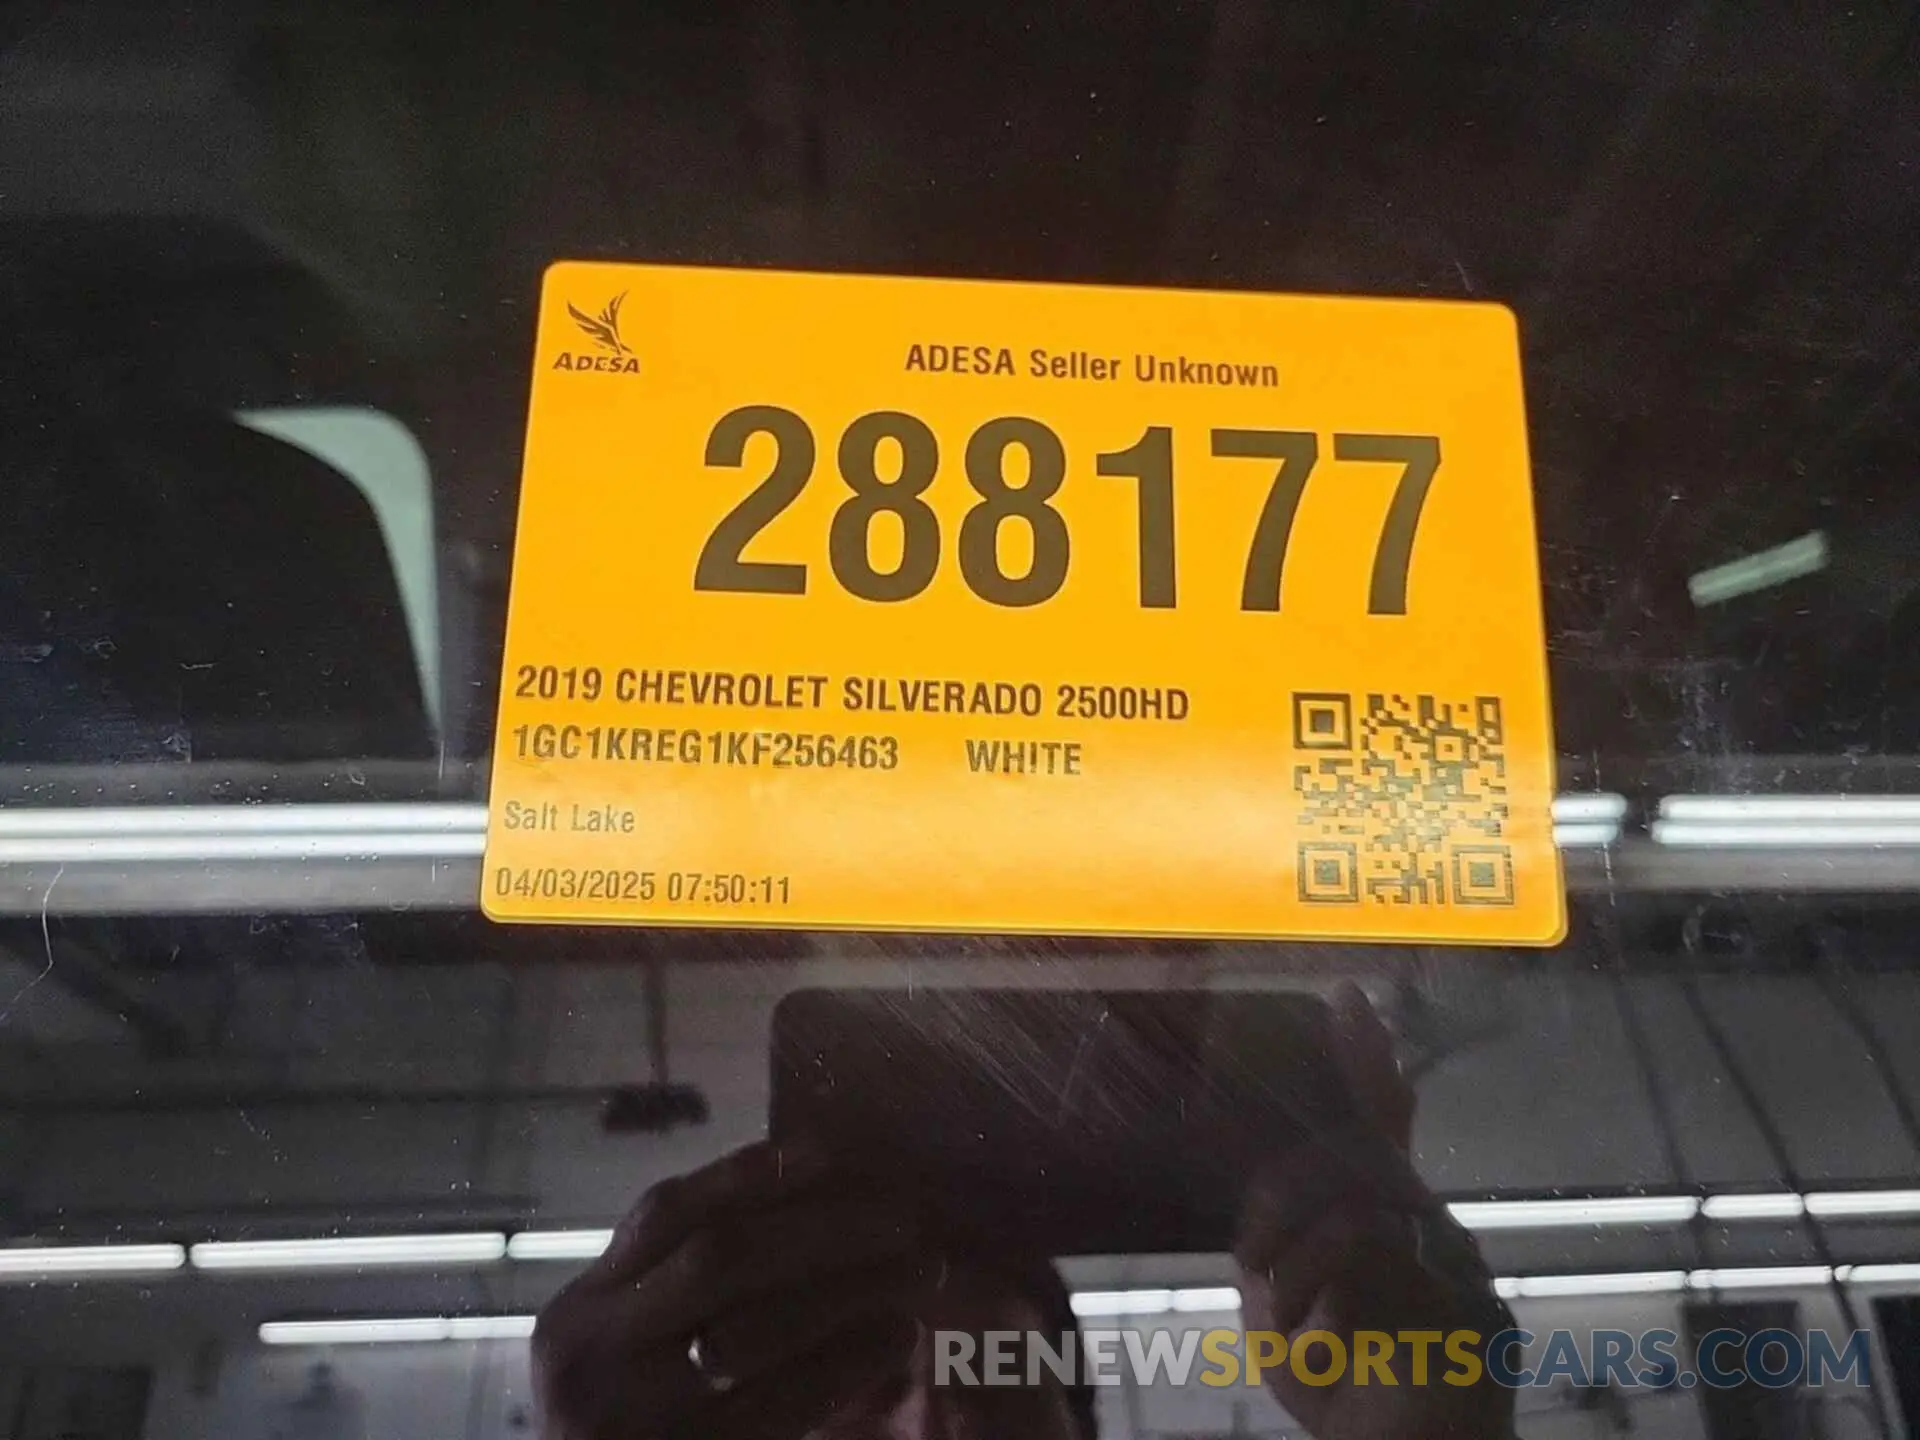 ADESA
ADESA Seller Unknown
288177
2019 CHEVROLET SILVERADO 2500HD
1GC1KREG1KF256463 WHITE
Salt Lake
04/03/2025 07:50:11
RENEWSPORTSCARS.COM